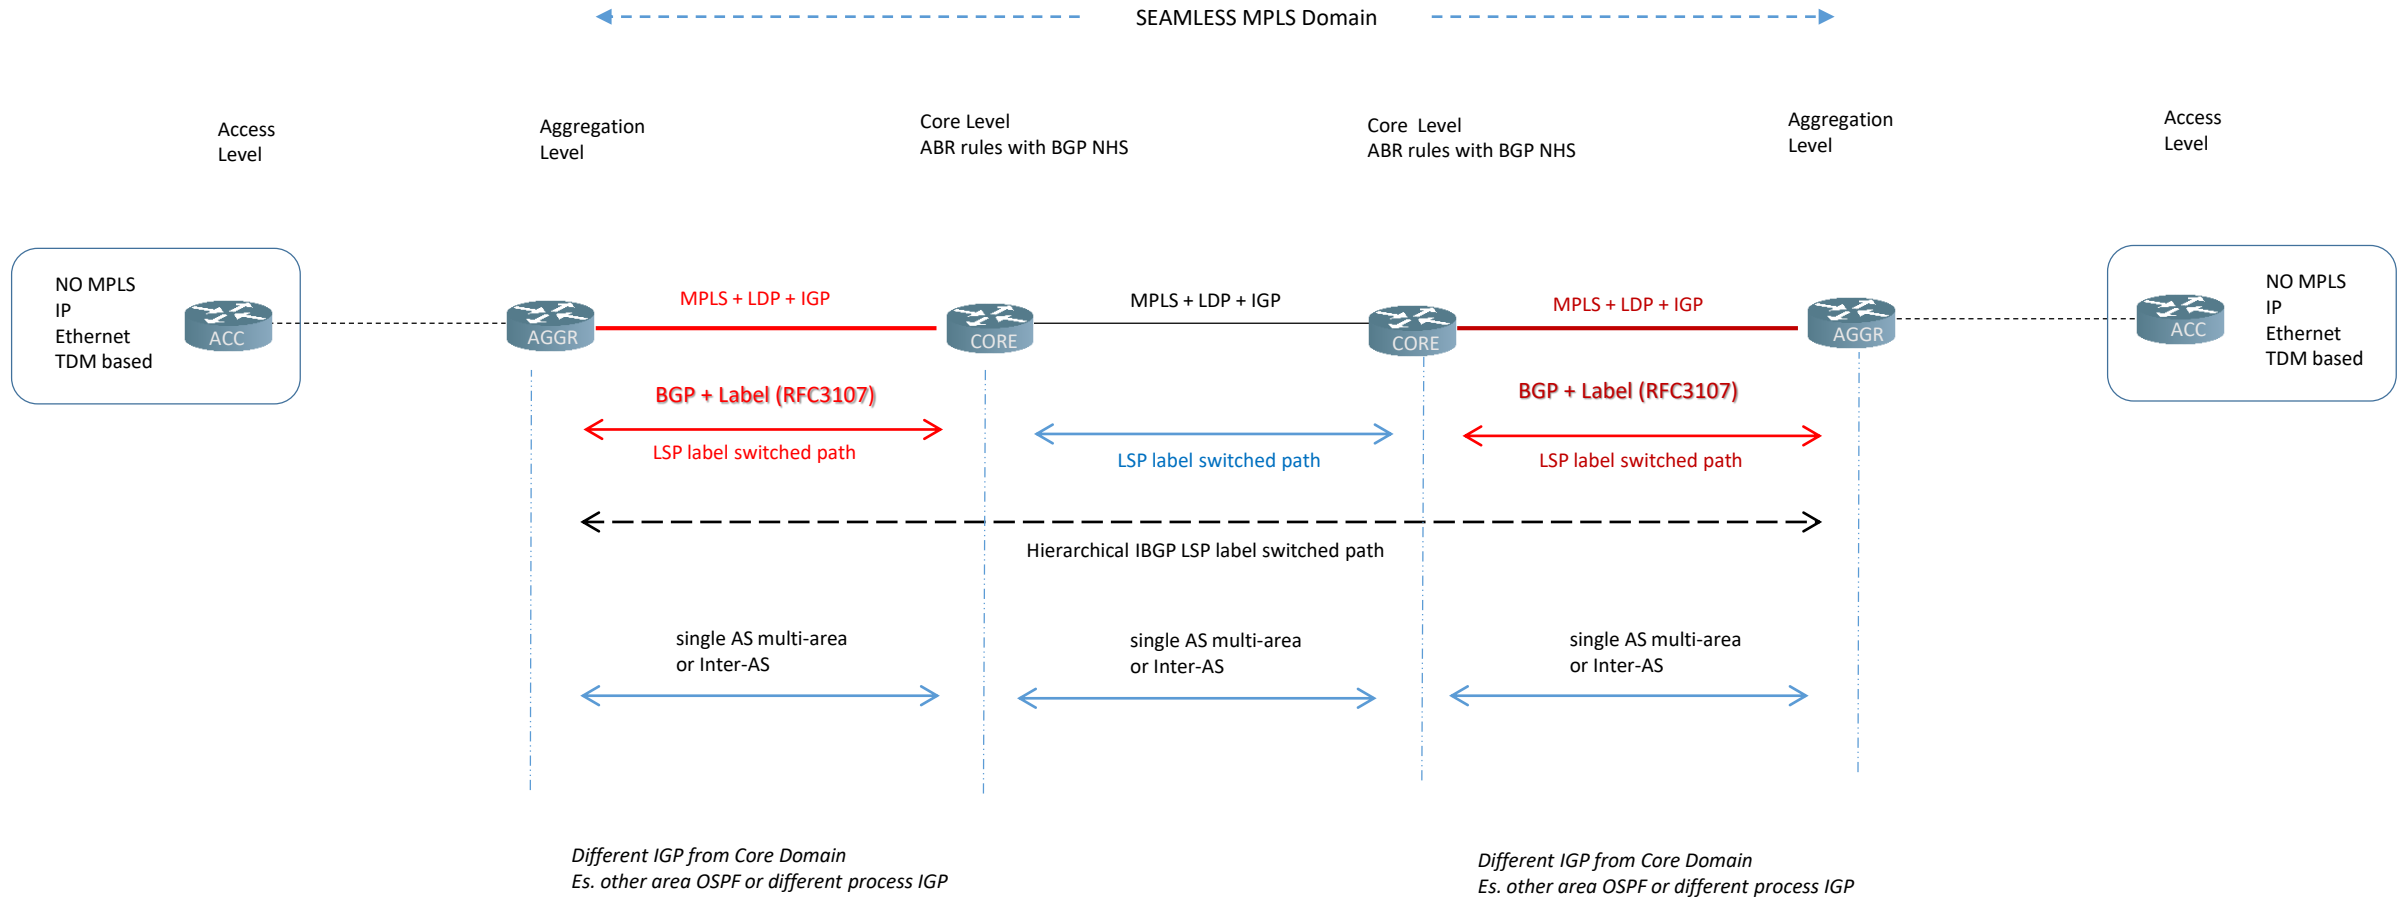 SEAMLESS MPLS Domain
Access
Level
Aggregation
Level
Core Level
ABR rules with BGP NHS
Core  Level
ABR rules with BGP NHS
Aggregation
Level
Access
Level
NO MPLS
IP
Ethernet
TDM based
ACC
AGGR
MPLS + LDP + IGP
CORE
MPLS + LDP + IGP
CORE
MPLS + LDP + IGP
AGGR
ACC
NO MPLS
IP
Ethernet
TDM based
BGP + Label (RFC3107)
LSP label switched path
LSP label switched path
BGP + Label (RFC3107)
LSP label switched path
Hierarchical IBGP LSP label switched path
single AS multi-area
or Inter-AS
single AS multi-area
or Inter-AS
single AS multi-area
or Inter-AS
Different IGP from Core Domain
Es. other area OSPF or different process IGP
Different IGP from Core Domain
Es. other area OSPF or different process IGP